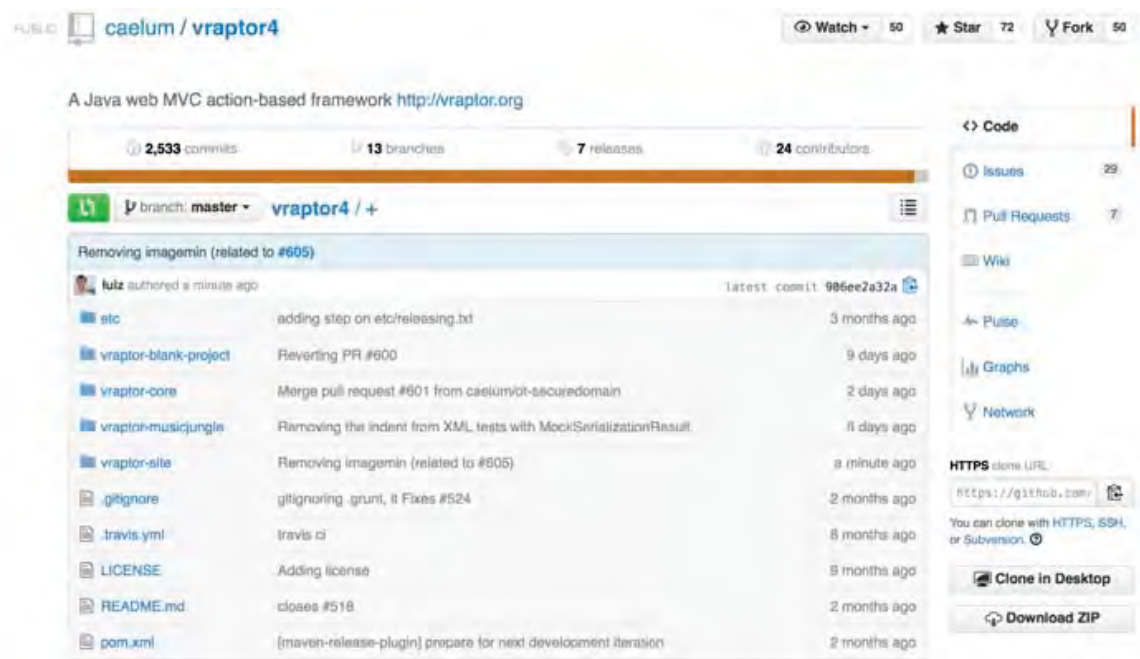 PUBLIC caelum / vraptor4 Watch 50 Star 72 Fork 50
A Java web MVC action-based framework http://vraptor.org
2,533 commits 13 branches 7 releases 24 contributors
branch: master vraptor4 / +
Removing imagemin (related to #605)
luiz authored a minute ago latest commit 906ee2a32a
etc adding step on etc/releasing.txt 3 months ago
vraptor-blank-project Reverting PR #600 9 days ago
vraptor-core Merge pull request #601 from caelum/ot-securedomain 2 days ago
vraptor-musicjungle Removing the indent from XML tests with MockSerializationResult. days ago
vraptor-site Removing imagemin (related to #605) a minute ago
.gitignore gitignoring .grunt, it Fixes #524 2 months ago
.travis.yml travis ci 8 months ago
LICENSE Adding license 9 months ago
README.md closes #518 2 months ago
pom.xml [maven-release-plugin] prepare for next development iteration 2 months ago
<> Code
Issues 29
Pull Requests 7
Wiki
Pulse
Graphs
Network
HTTPS clone URL
https://github.com/
You can clone with HTTPS, SSH,
or Subversion.
Clone in Desktop
Download ZIP